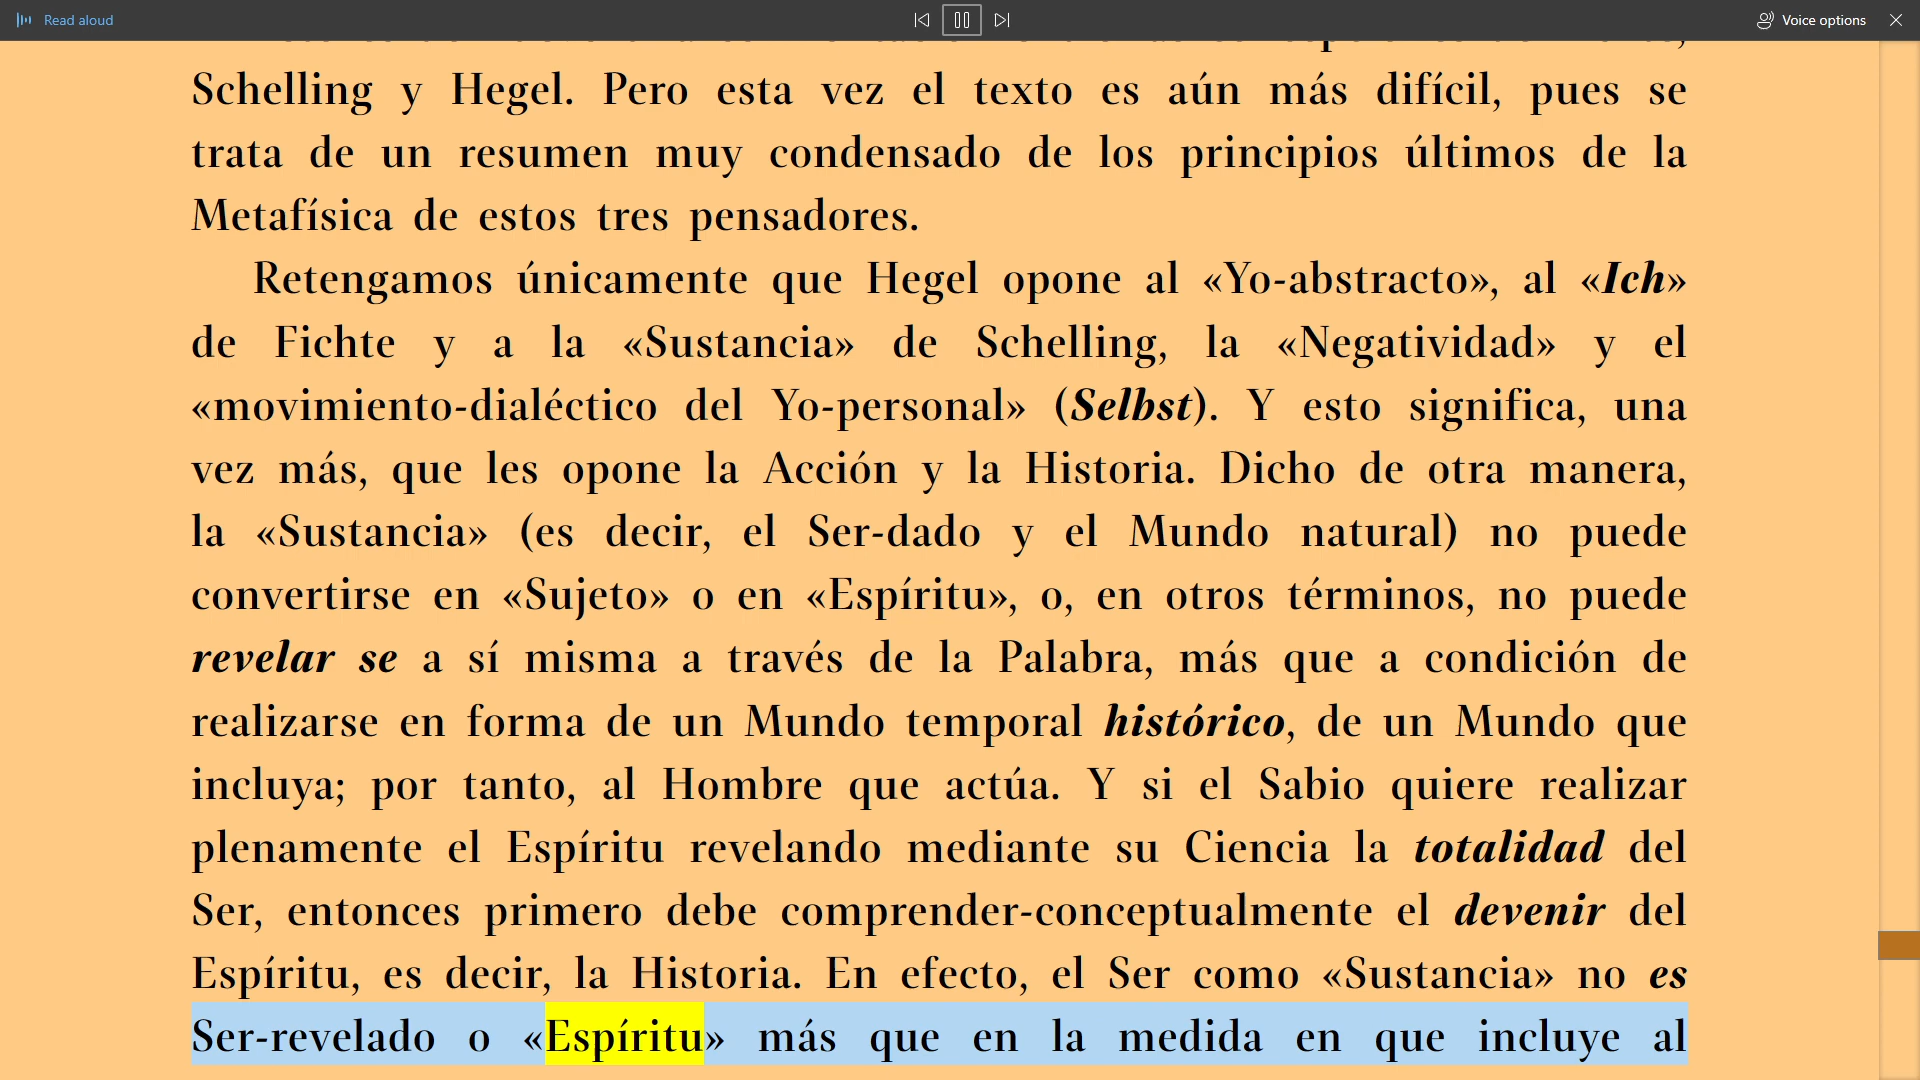 Read aloud
Voice options
Schelling y Hegel. Pero esta vez el texto es aún más difícil, pues se
trata de un resumen muy condensado de los principios últimos de la
Metafísica de estos tres pensadores.
Retengamos únicamente que Hegel opone al «Yo-abstracto», al «Ich»
de Fichte y a la «Sustancia» de Schelling, la «Negatividad» y el
«movimiento-dialéctico del Yo-personal» (Selbst). Y esto significa, una
vez más, que les opone la Acción y la Historia. Dicho de otra manera,
la «Sustancia» (es decir, el Ser-dado y el Mundo natural) no puede
convertirse en «Sujeto» o en «Espíritu», o, en otros términos, no puede
revelar se a sí misma a través de la Palabra, más que a condición de
realizarse en forma de un Mundo temporal histórico, de un Mundo que
incluya; por tanto, al Hombre que actúa. Y si el Sabio quiere realizar
plenamente el Espíritu revelando mediante su Ciencia la totalidad del
Ser, entonces primero debe comprender-conceptualmente el devenir del
Espíritu, es decir, la Historia. En efecto, el Ser como «Sustancia» no es
Ser-revelado o «Espíritu» más que en la medida en que incluye al